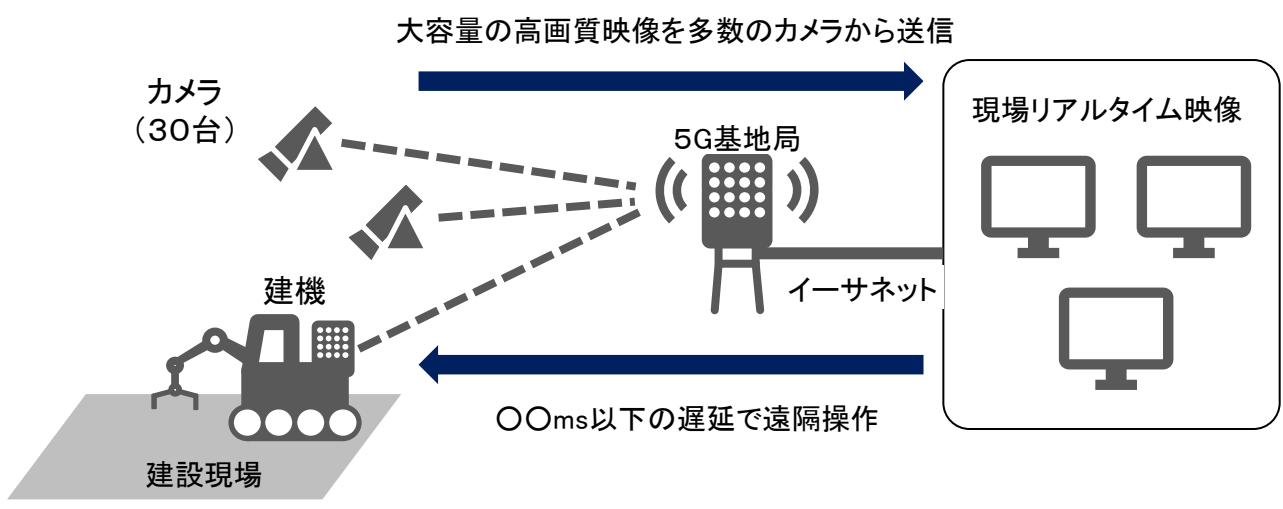 大容量の高画質映像を多数のカメラから送信
カメラ
（30台）
5G基地局
現場リアルタイム映像
イーサネット
建機
〇〇ms以下の遅延で遠隔操作
建設現場